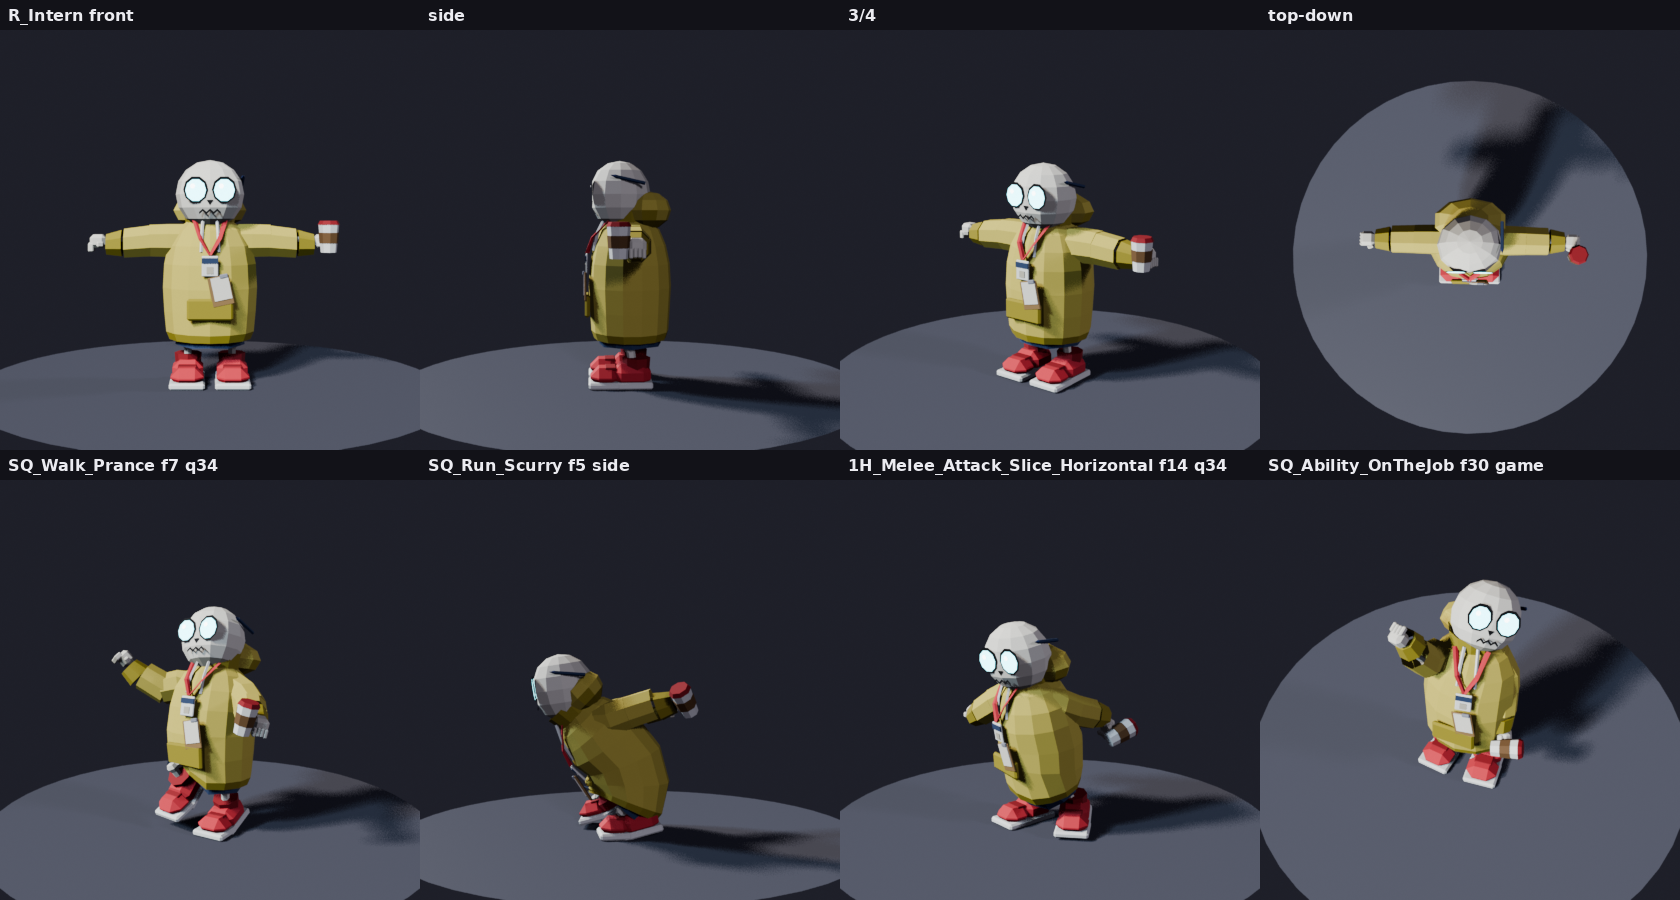 R_Intern front
side
3/4
top-down
SQ_Walk_Prance f7 q34
SQ_Run_Scurry f5 side
1H_Melee_Attack_Slice_Horizontal f14 q34
SQ_Ability_OnTheJob f30 game